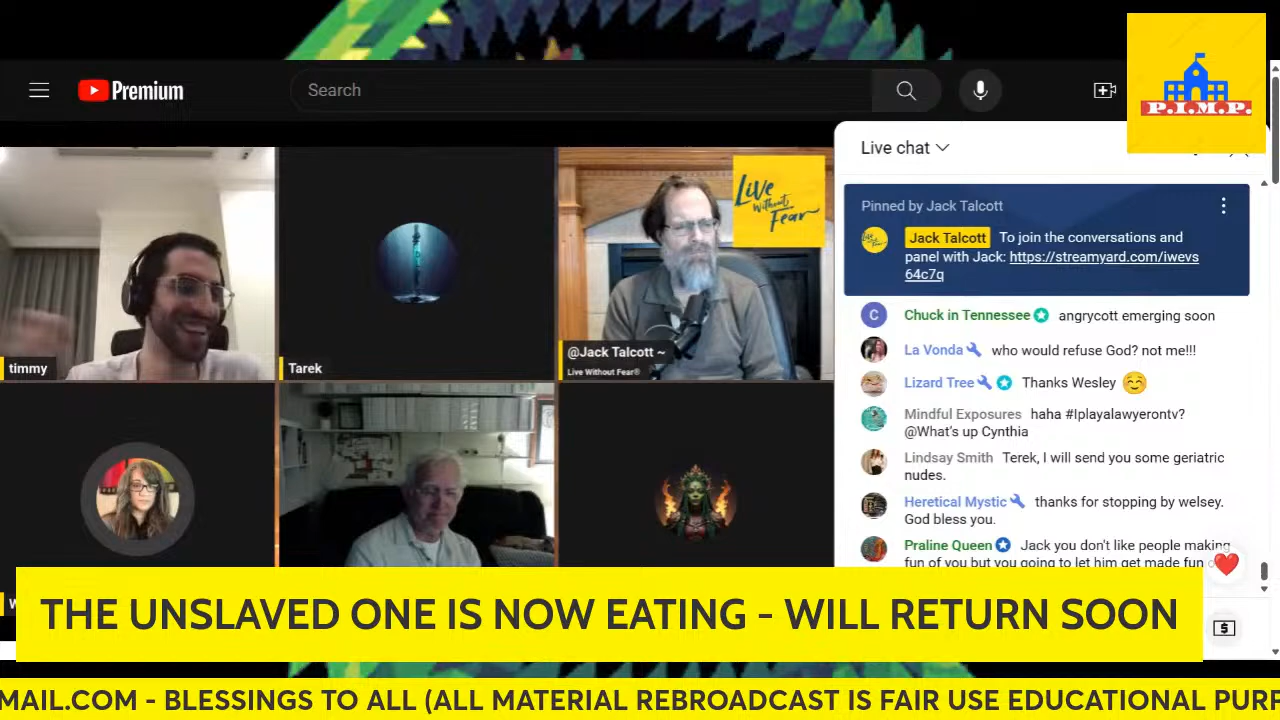 Premium
Search
P.I.M.P.
Live chat
Live Without Fear
Pinned by Jack Talcott
Jack Talcott To join the conversations and
panel with Jack: https://streamyard.com/iwevs
64c7q
Chuck in Tennessee angrycott emerging soon
La Vonda who would refuse God? not me!!!
Lizard Tree Thanks Wesley
Mindful Exposures haha #Iplayalawyerontv?
@What's up Cynthia
Lindsay Smith Terek, I will send you some geriatric
nudes.
Heretical Mystic thanks for stopping by welsey.
God bless you.
Praline Queen Jack you don't like people making
fun of you but you going to let him get made fun
timmy
Tarek
@Jack Talcott ~
Live Without Fear®
THE UNSLAVED ONE IS NOW EATING - WILL RETURN SOON
MAIL.COM - BLESSINGS TO ALL (ALL MATERIAL REBROADCAST IS FAIR USE EDUCATIONAL PURP